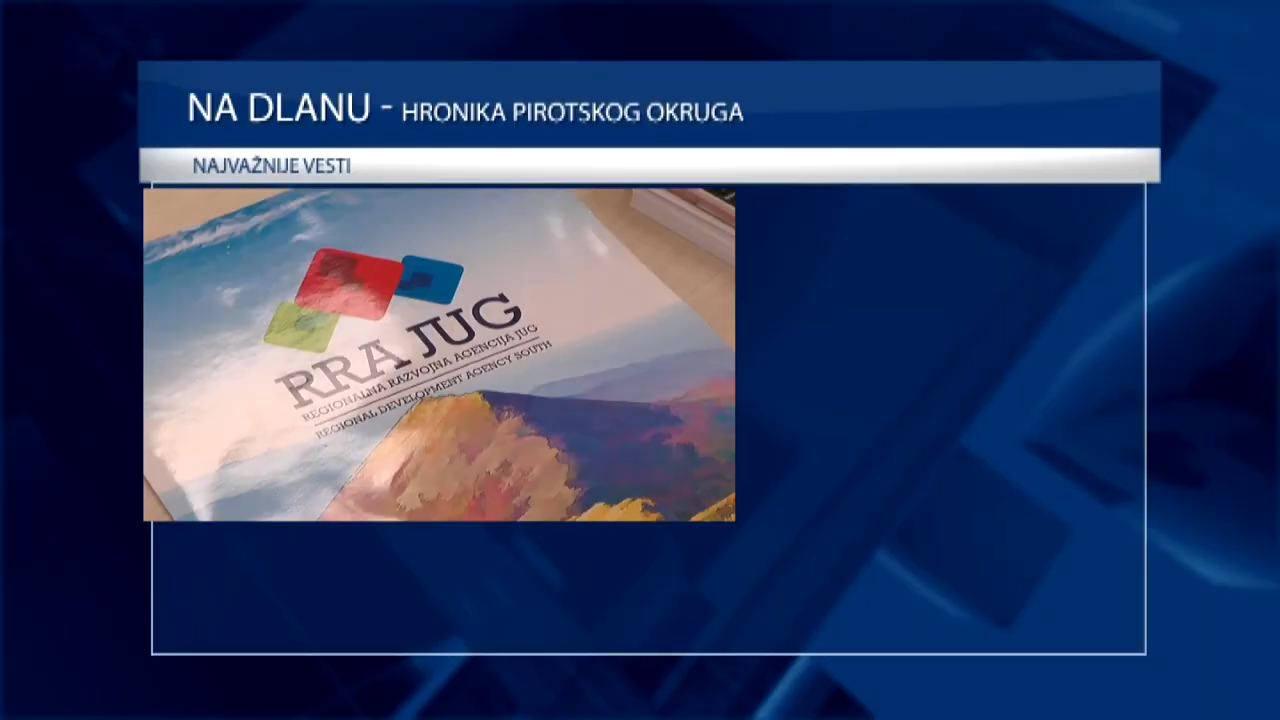 NA DLANU - HRONIKA PIROTSKOG OKRUGA
NAJVAŽNIJE VESTI
RRA JUG
REGIONALNA RAZVOJNA AGENCIJA JUG
REGIONAL DEVELOPMENT AGENCY SOUTH